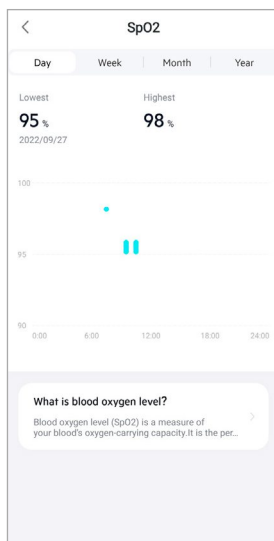 SpO2
Day Week Month Year
Lowest Highest
95 % 98 %
2022/09/27
100
95
90
0:00 6:00 12:00 18:00 24:00
What is blood oxygen level?
Blood oxygen level (SpO2) is a measure of
your blood's oxygen-carrying capacity.It is the per...